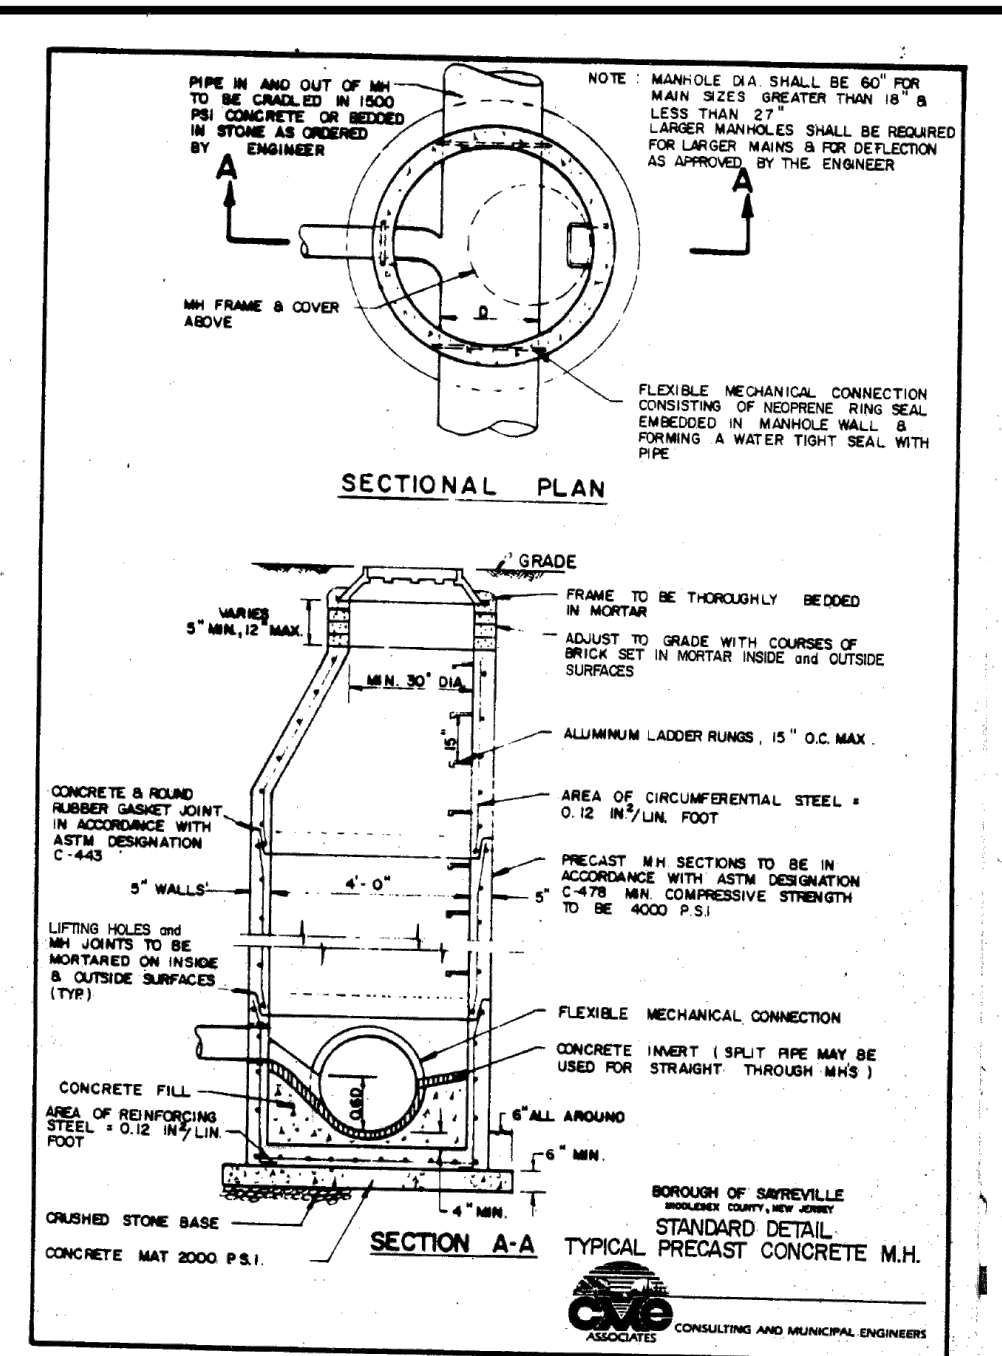 PIPE IN AND OUT OF MH
TO BE CRADLED IN 1500
PSI CONCRETE OR BEDDED
IN STONE AS ORDERED
BY ENGINEER
NOTE : MANHOLE DIA. SHALL BE 60" FOR
MAIN SIZES GREATER THAN 18" &
LESS THAN 27"
LARGER MANHOLES SHALL BE REQUIRED
FOR LARGER MAINS & FOR DEFLECTION
AS APPROVED BY THE ENGINEER
A
A
MH FRAME & COVER
ABOVE
D
FLEXIBLE MECHANICAL CONNECTION
CONSISTING OF NEOPRENE RING SEAL
EMBEDDED IN MANHOLE WALL &
FORMING A WATER TIGHT SEAL WITH
PIPE
SECTIONAL PLAN
GRADE
FRAME TO BE THOROUGHLY BEDDED
IN MORTAR
VARIES
5" MIN., 12" MAX.
ADJUST TO GRADE WITH COURSES OF
BRICK SET IN MORTAR INSIDE and OUTSIDE
SURFACES
MIN. 30" DIA.
15"
ALUMINUM LADDER RUNGS, 15" O.C. MAX.
CONCRETE & ROUND
RUBBER GASKET JOINT
IN ACCORDANCE WITH
ASTM DESIGNATION
C-443
AREA OF CIRCUMFERENTIAL STEEL =
0.12 IN.²/LIN. FOOT
5" WALLS
4'-0"
5"
PRECAST M.H. SECTIONS TO BE IN
ACCORDANCE WITH ASTM DESIGNATION
C-478 MIN. COMPRESSIVE STRENGTH
TO BE 4000 P.S.I
LIFTING HOLES and
MH JOINTS TO BE
MORTARED ON INSIDE
& OUTSIDE SURFACES
(TYP.)
FLEXIBLE MECHANICAL CONNECTION
CONCRETE INVERT ( SPLIT PIPE MAY BE
USED FOR STRAIGHT THROUGH MH'S )
0.6D
CONCRETE FILL
AREA OF REINFORCING
STEEL = 0.12 IN²/LIN.
FOOT
6" ALL AROUND
6" MIN.
4" MIN.
CRUSHED STONE BASE
CONCRETE MAT 2000 P.S.I.
SECTION A-A
BOROUGH OF SAYREVILLE
MIDDLESEX COUNTY, NEW JERSEY
STANDARD DETAIL
TYPICAL PRECAST CONCRETE M.H.
CME
ASSOCIATES
CONSULTING AND MUNICIPAL ENGINEERS